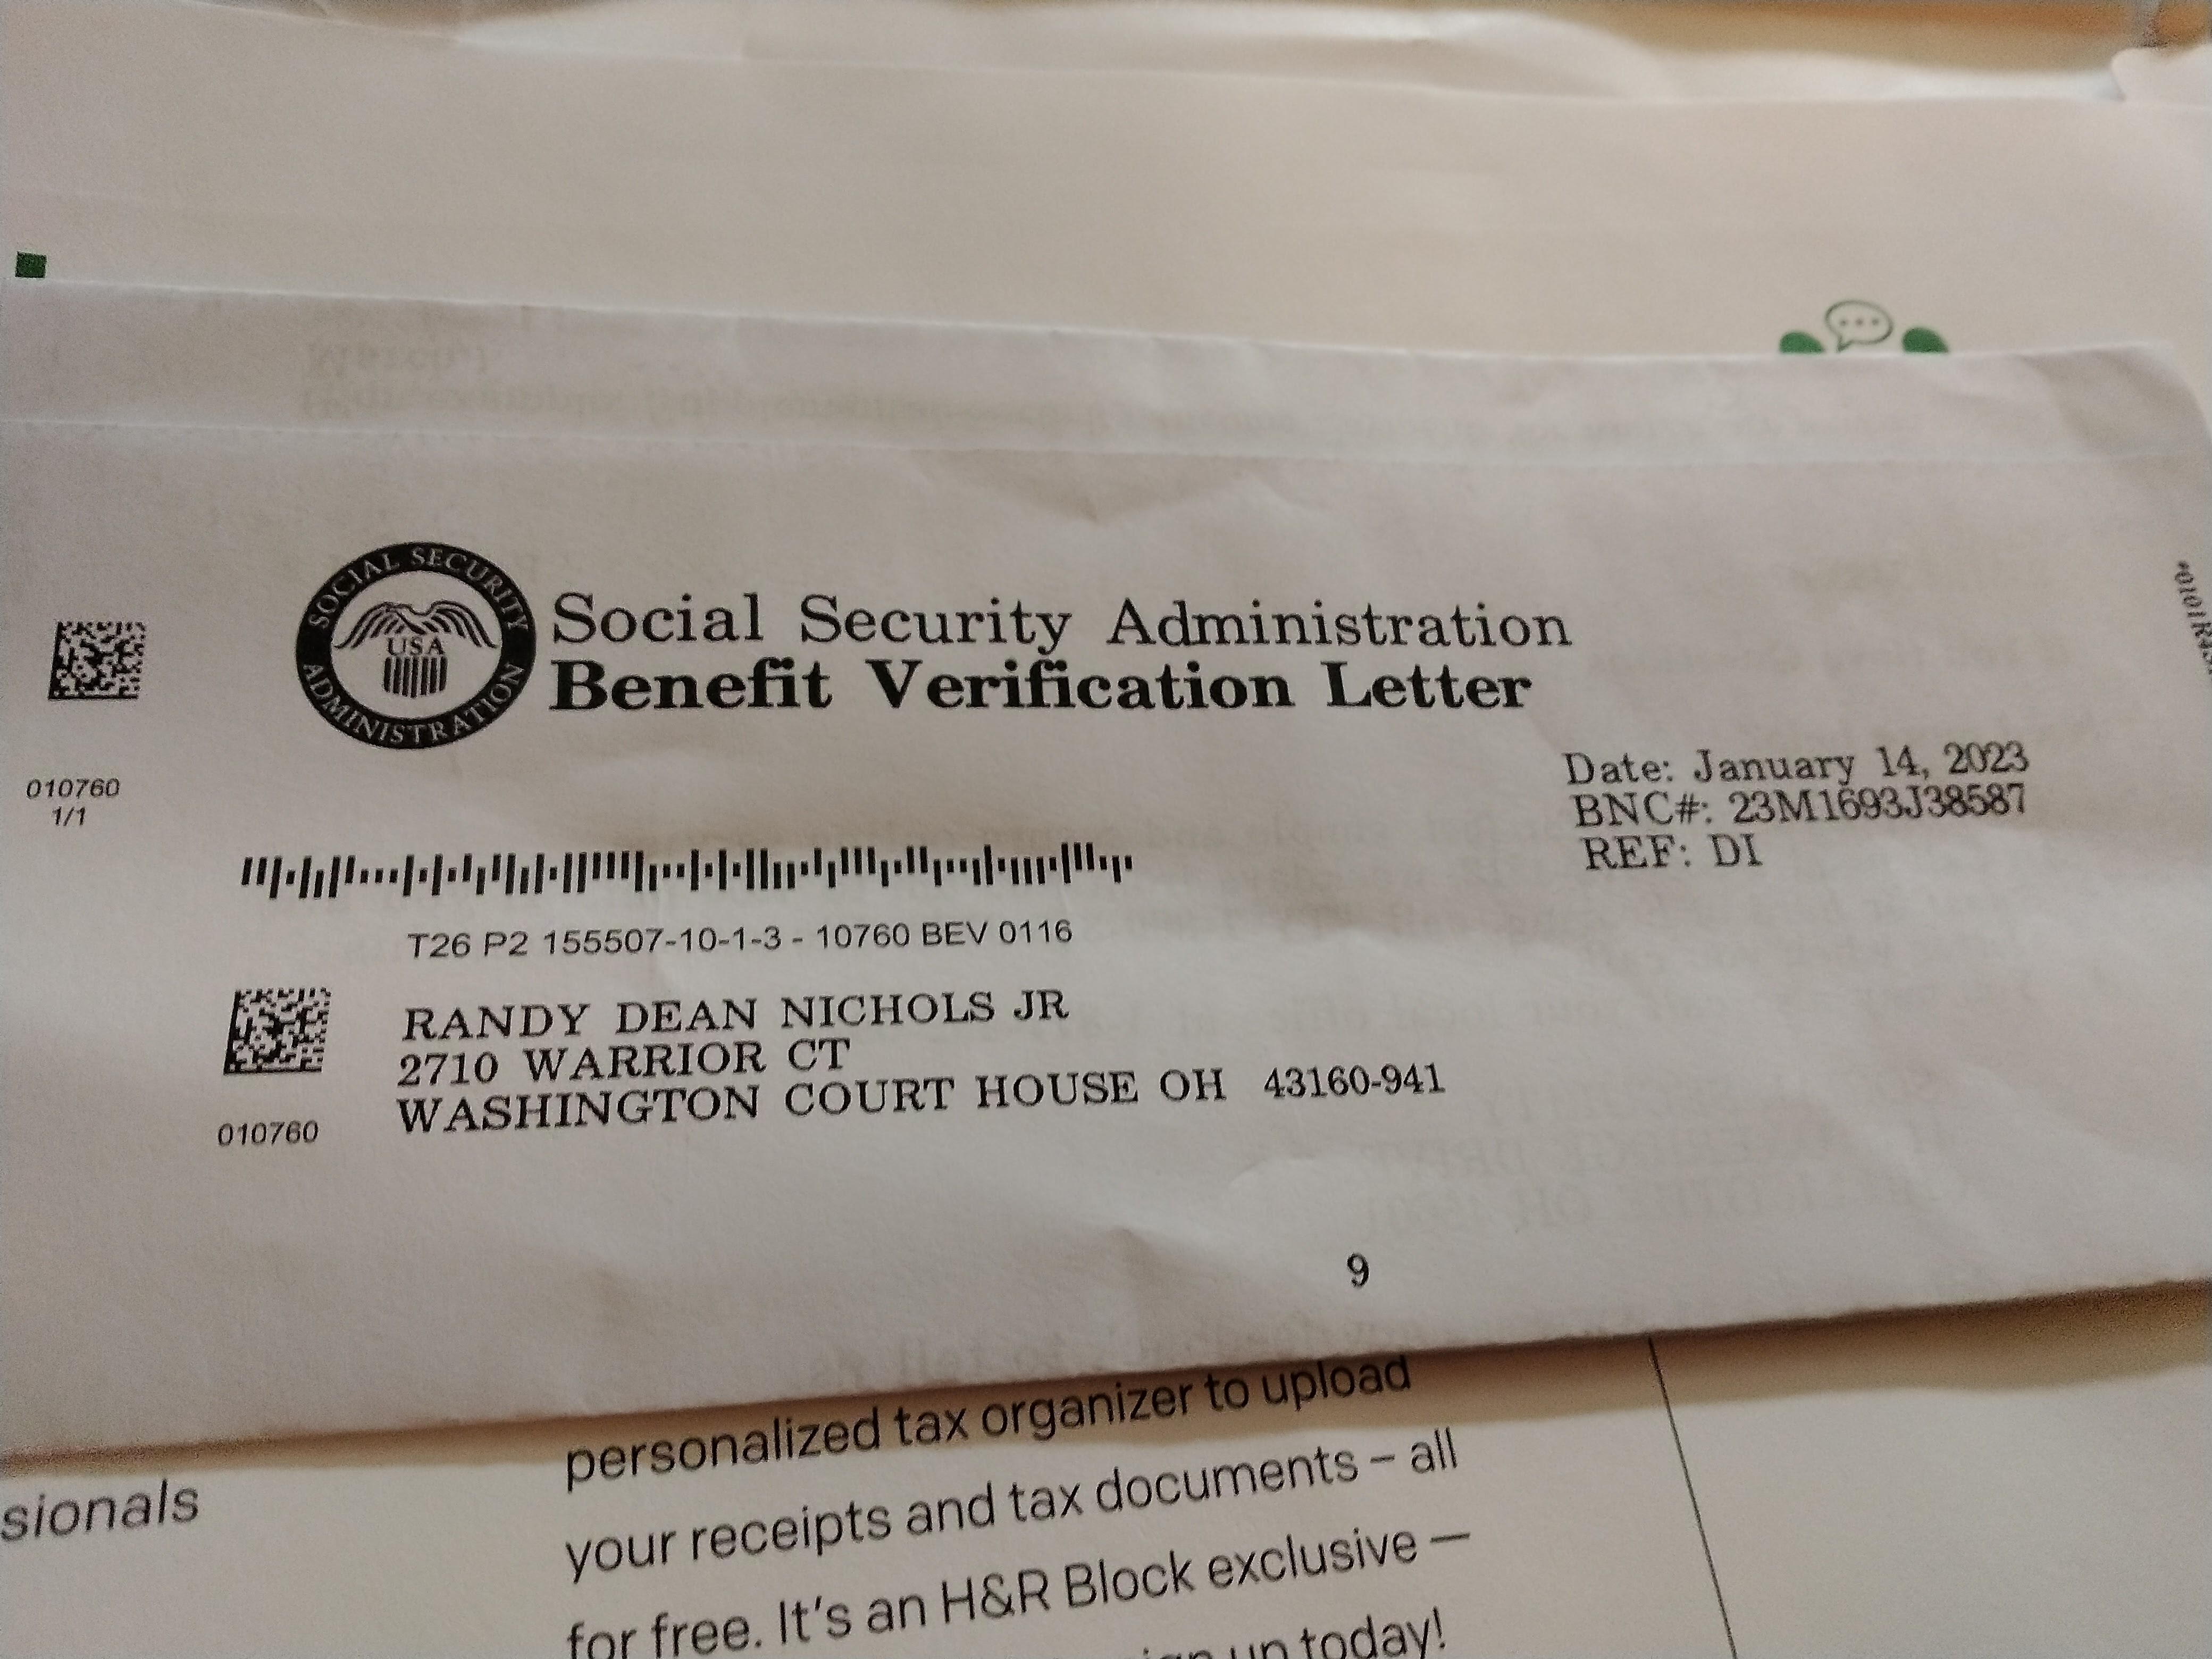 SOCIAL SECURITY ADMINISTRATION
USA
Social Security Administration
Benefit Verification Letter
Date: January 14, 2023
BNC#: 23M1693J38587
REF: DI
010760
1/1
T26 P2 155507-10-1-3 - 10760 BEV 0116
RANDY DEAN NICHOLS JR
2710 WARRIOR CT
WASHINGTON COURT HOUSE OH 43160-941
010760
9
personalized tax organizer to upload
your receipts and tax documents – all
sionals
for free. It's an H&R Block exclusive —
up today!